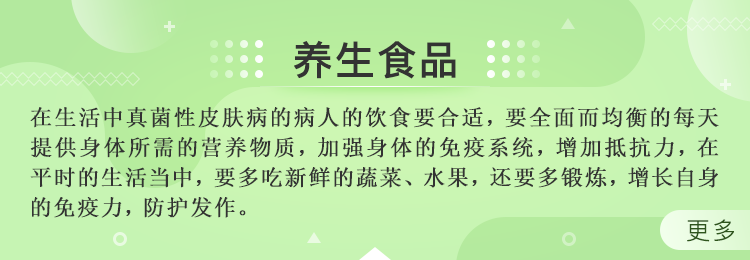 养生食品
在生活中真菌性皮肤病的病人的饮食要合适，要全面而均衡的每天
提供身体所需的营养物质，加强身体的免疫系统，增加抵抗力，在
平时的生活当中，要多吃新鲜的蔬菜、水果，还要多锻炼，增长自身
的免疫力，防护发作。
更多